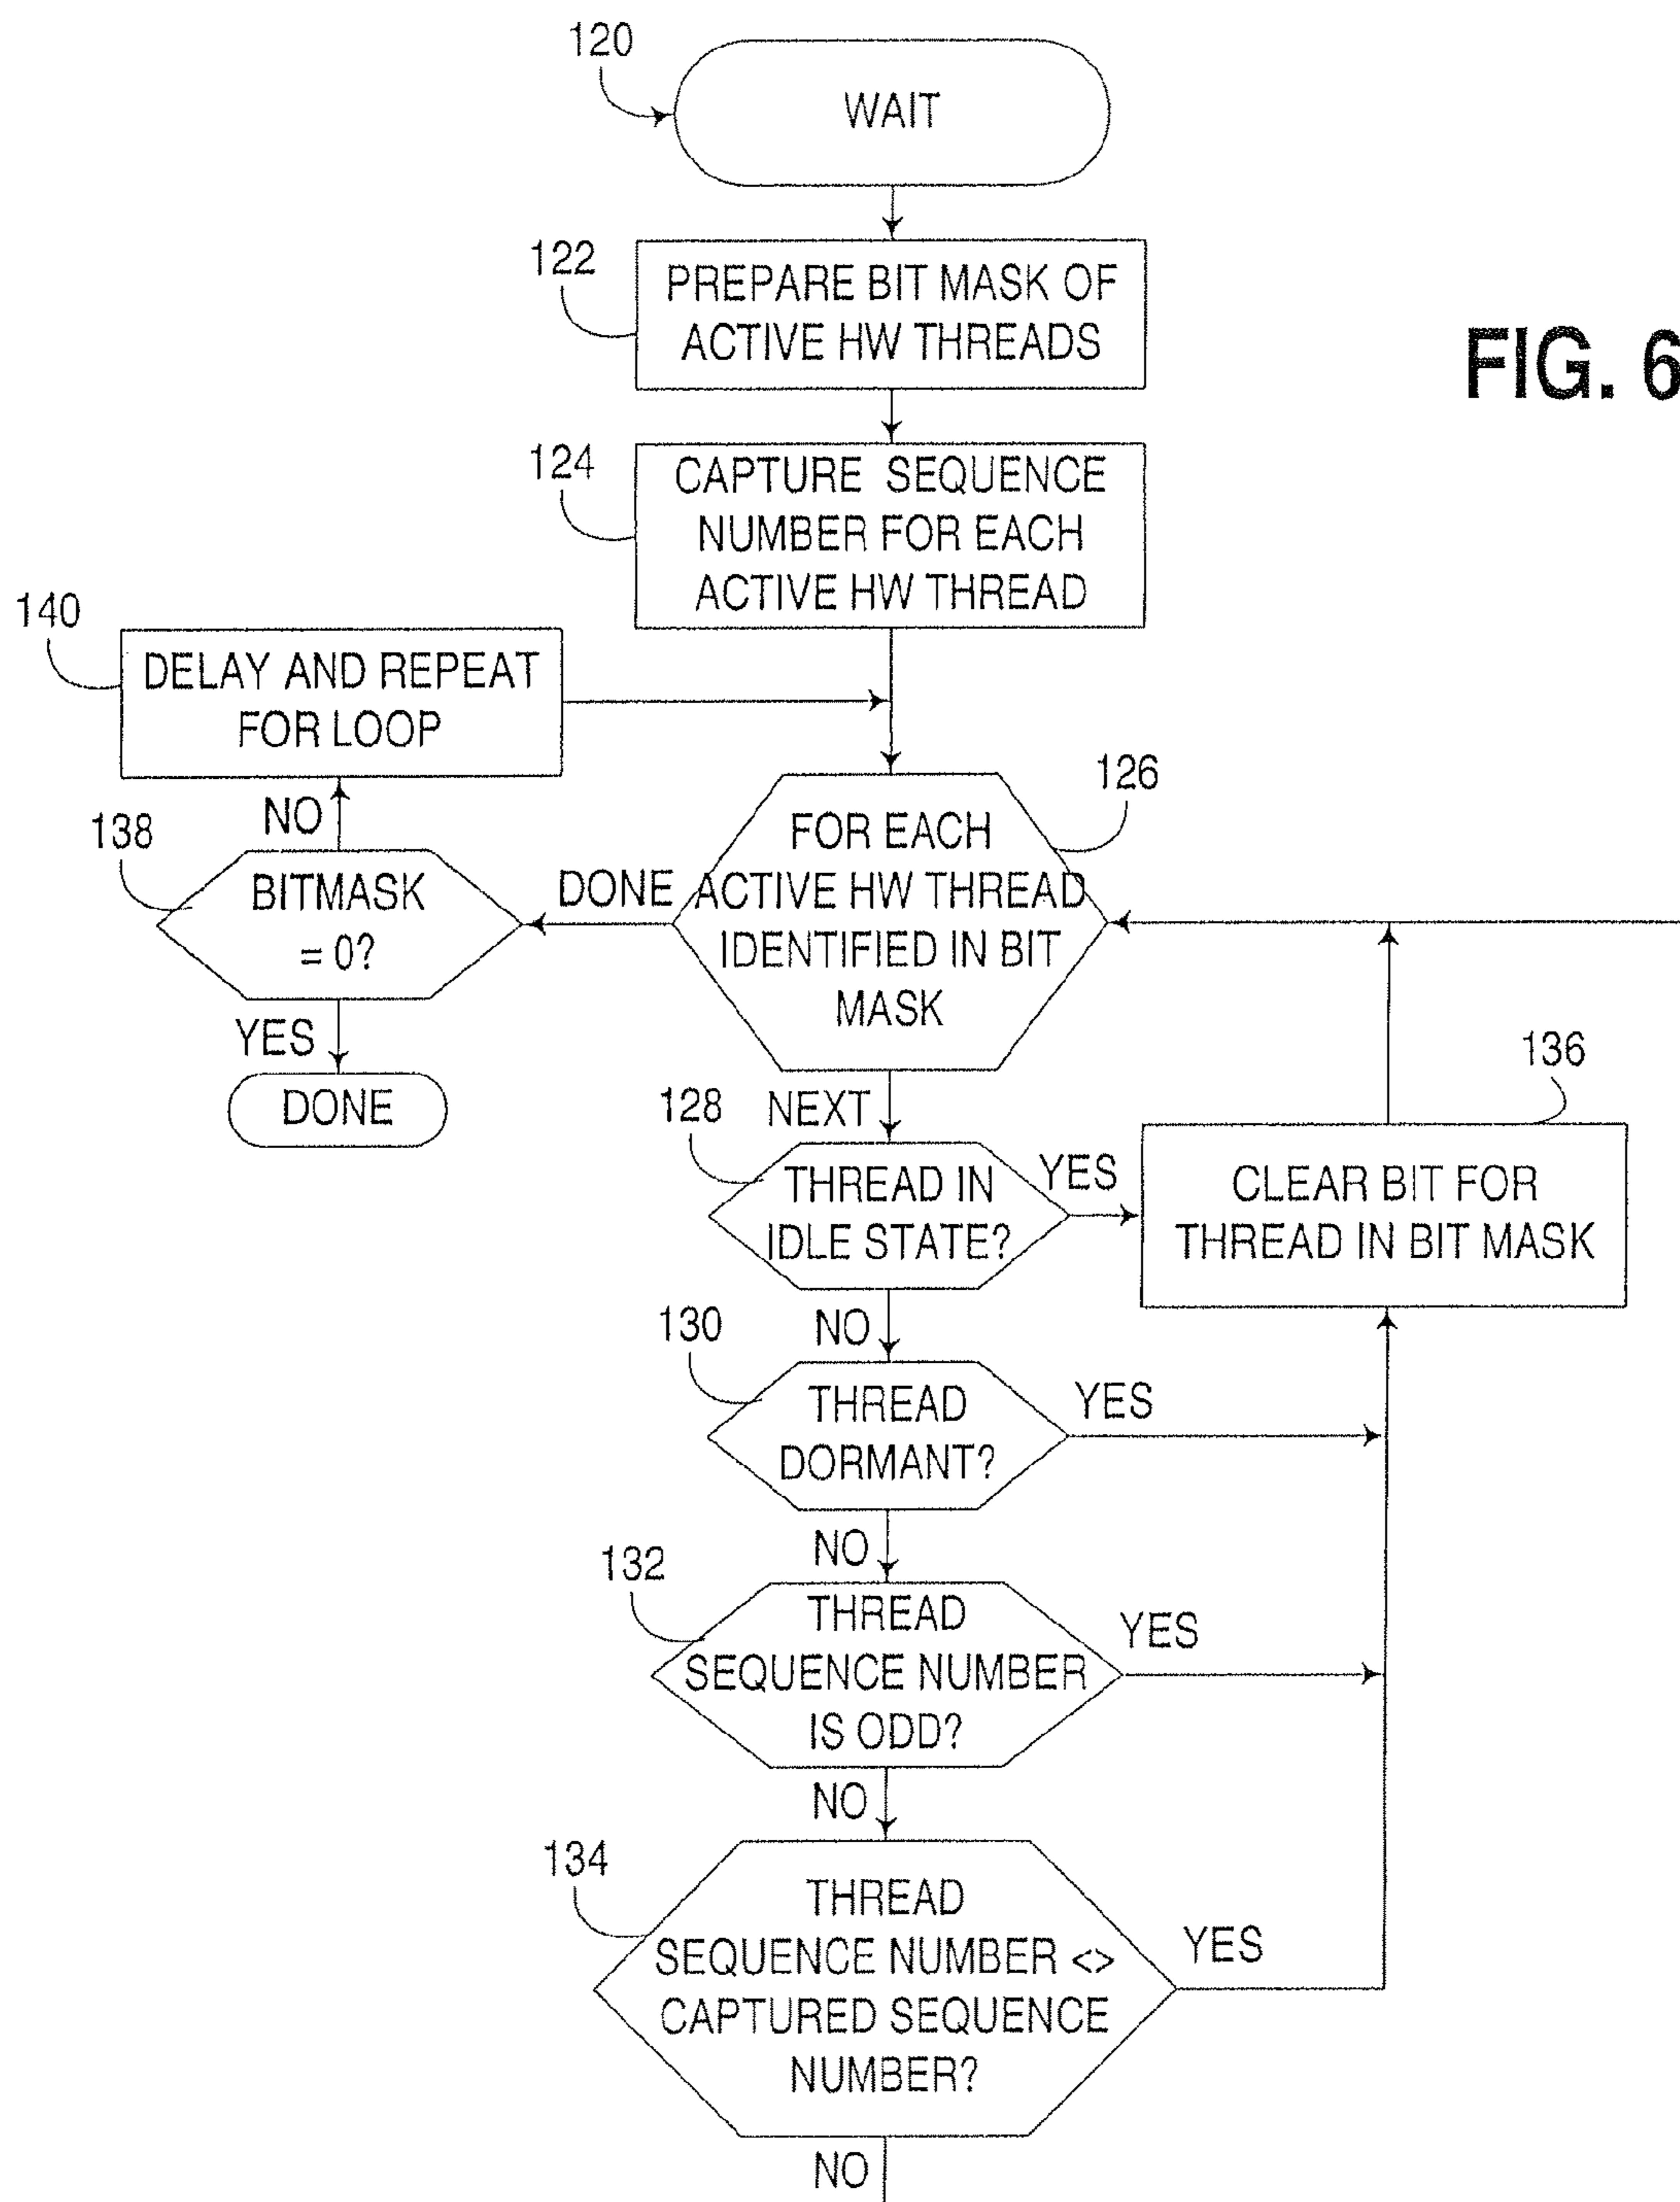 120
WAIT
122
PREPARE BIT MASK OF
ACTIVE HW THREADS
FIG. 6
124
CAPTURE SEQUENCE
NUMBER FOR EACH
ACTIVE HW THREAD
140
DELAY AND REPEAT
FOR LOOP
NO
138
BITMASK
= 0?
YES
DONE
DONE
126
FOR EACH
ACTIVE HW THREAD
IDENTIFIED IN BIT
MASK
NEXT
128
THREAD IN
IDLE STATE?
YES
136
CLEAR BIT FOR
THREAD IN BIT MASK
NO
130
THREAD
DORMANT?
YES
NO
132
THREAD
SEQUENCE NUMBER
IS ODD?
YES
NO
134
THREAD
SEQUENCE NUMBER <>
CAPTURED SEQUENCE
NUMBER?
YES
NO